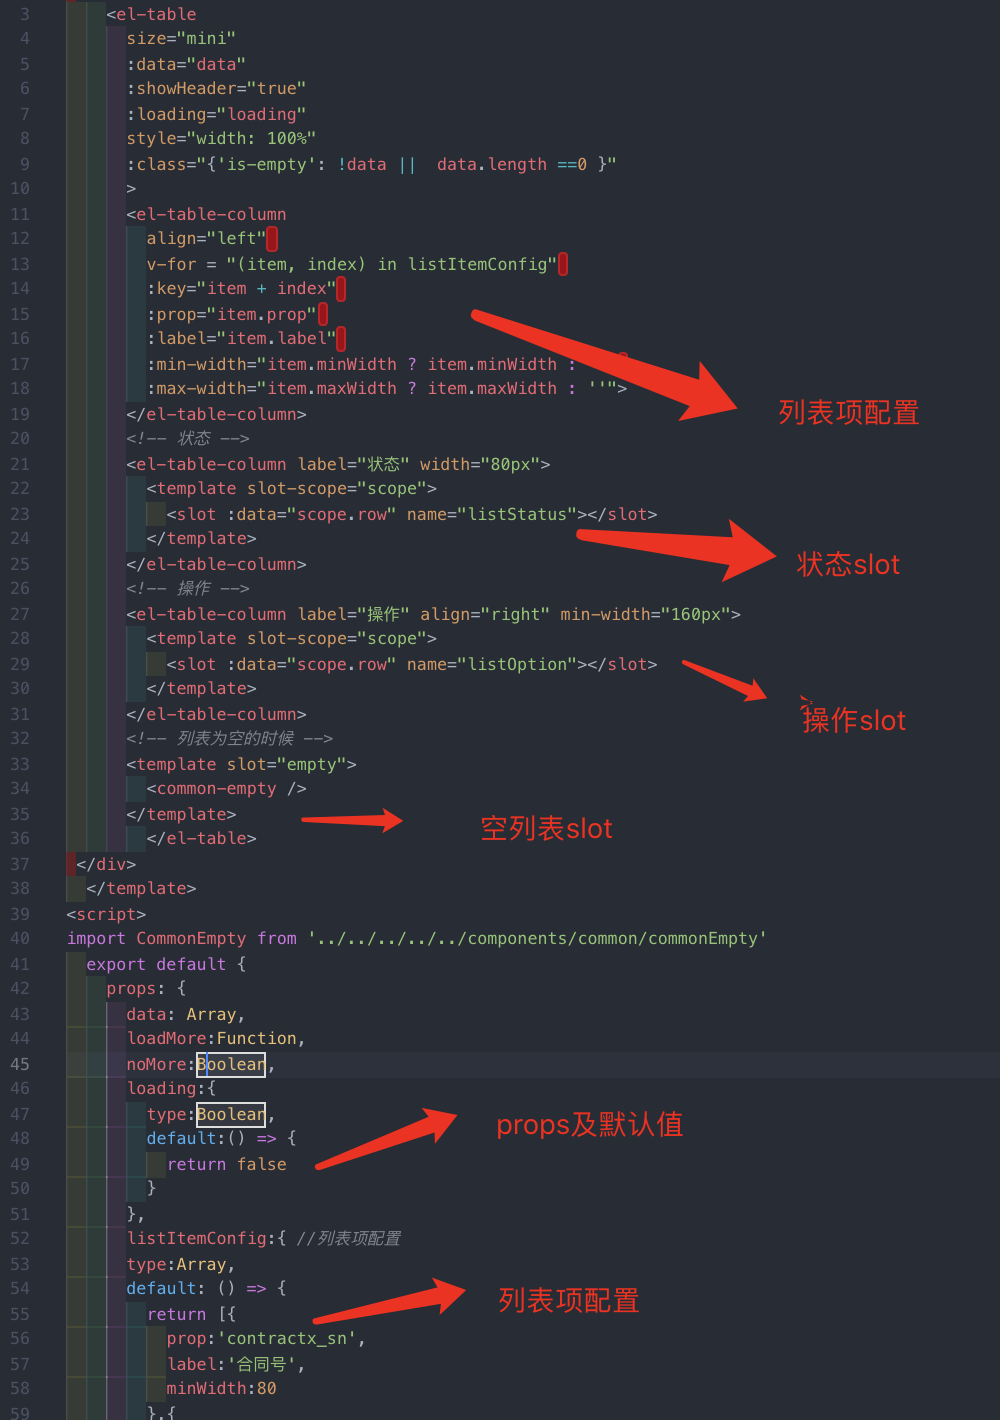 3 <el-table
4 size="mini"
5 :data="data"
6 :showHeader="true"
7 :loading="loading"
8 style="width: 100%"
9 :class="{'is-empty': !data ||  data.length ==0 }"
10 >
11 <el-table-column
12 align="left"
13 v-for = "(item, index) in listItemConfig"
14 :key="item + index"
15 :prop="item.prop"
16 :label="item.label"
17 :min-width="item.minWidth ? item.minWidth :
18 :max-width="item.maxWidth ? item.maxWidth : ''">
列表项配置
19 </el-table-column>
20 <!-- 状态 -->
21 <el-table-column label="状态" width="80px">
22 <template slot-scope="scope">
23 <slot :data="scope.row" name="listStatus"></slot>
24 </template>
25 </el-table-column>
状态slot
26 <!-- 操作 -->
27 <el-table-column label="操作" align="right" min-width="160px">
28 <template slot-scope="scope">
29 <slot :data="scope.row" name="listOption"></slot>
30 </template>
31 </el-table-column>
操作slot
32 <!-- 列表为空的时候 -->
33 <template slot="empty">
34 <common-empty />
35 </template>
空列表slot
36 </el-table>
37 </div>
38 </template>
39 <script>
40 import CommonEmpty from '../../../../../components/common/commonEmpty'
41 export default {
42 props: {
43 data: Array,
44 loadMore:Function,
45 noMore:Boolean,
46 loading:{
47 type:Boolean,
props及默认值
48 default:() => {
49 return false
50 }
51 },
52 listItemConfig:{ //列表项配置
53 type:Array,
54 default: () => {
列表项配置
55 return [{
56 prop:'contractx_sn',
57 label:'合同号',
58 minWidth:80
59 },{